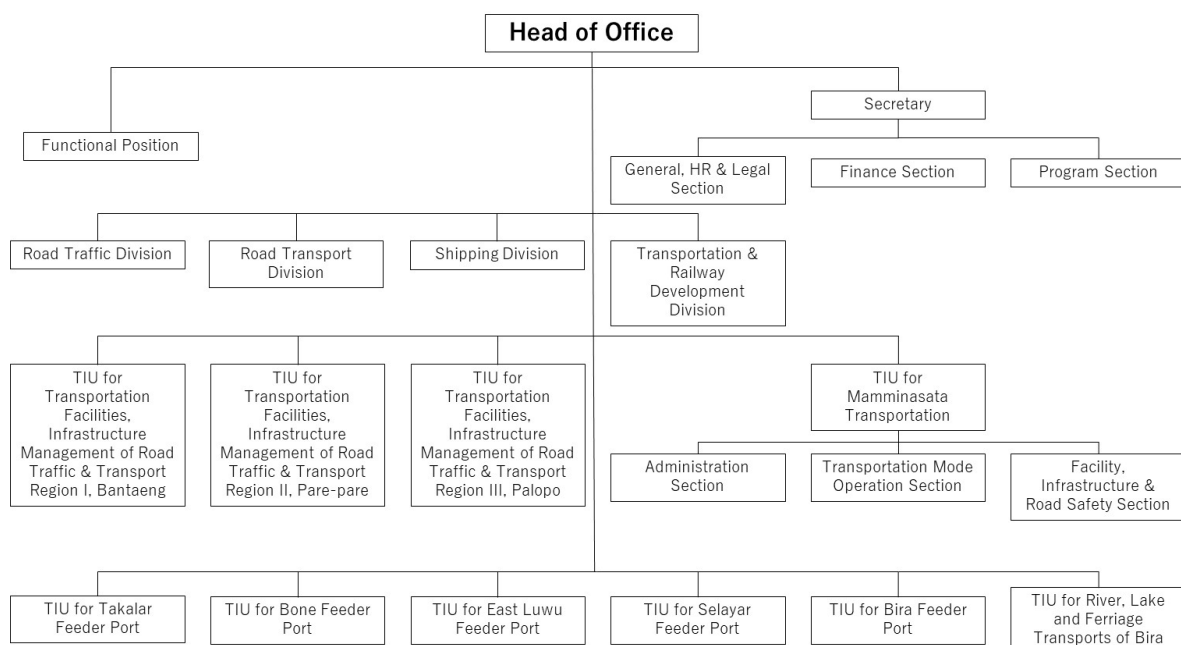 Head of Office
Secretary
Functional Position
General, HR & Legal
Section
Finance Section
Program Section
Road Traffic Division
Road Transport
Division
Shipping Division
Transportation &
Railway
Development
Division
TIU for
Transportation
Facilities,
Infrastructure
Management of Road
Traffic & Transport
Region I, Bantaeng
TIU for
Transportation
Facilities,
Infrastructure
Management of Road
Traffic & Transport
Region II, Pare-pare
TIU for
Transportation
Facilities,
Infrastructure
Management of Road
Traffic & Transport
Region III, Palopo
TIU for
Mamminasata
Transportation
Administration
Section
Transportation Mode
Operation Section
Facility,
Infrastructure &
Road Safety Section
TIU for Takalar
Feeder Port
TIU for Bone Feeder
Port
TIU for East Luwu
Feeder Port
TIU for Selayar
Feeder Port
TIU for Bira Feeder
Port
TIU for River, Lake
and Ferriage
Transports of Bira